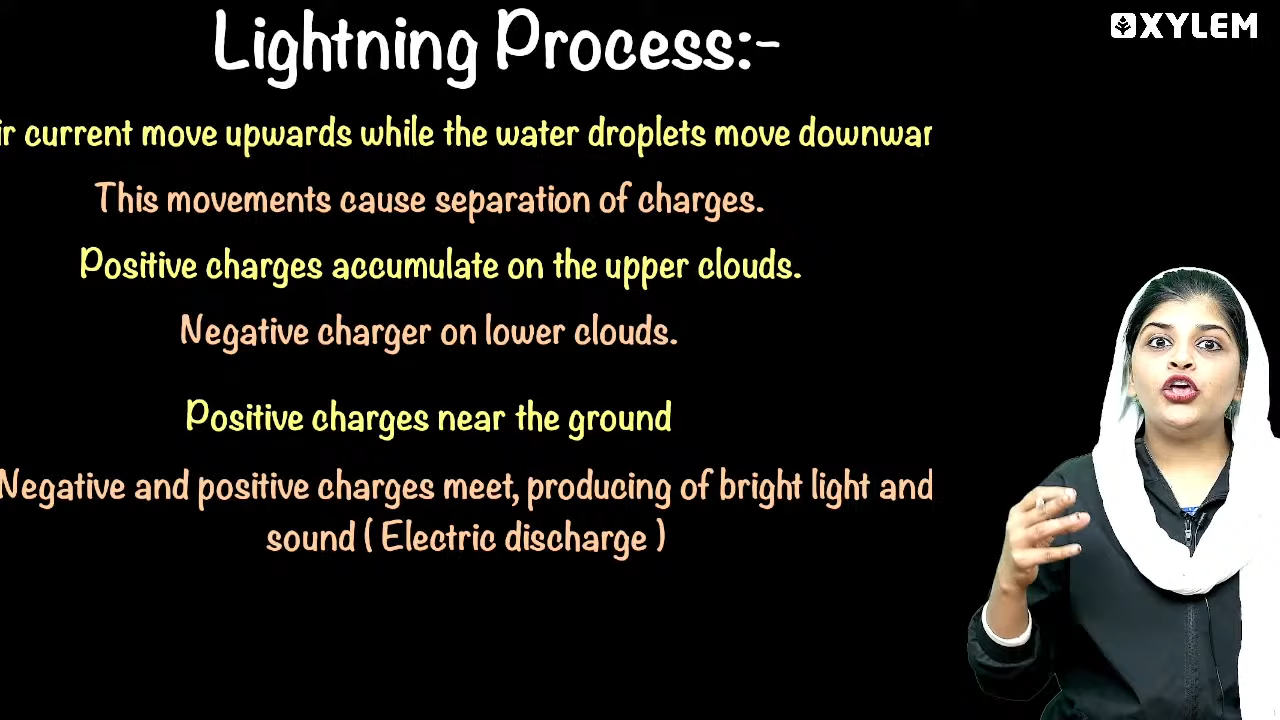 Lightning Process:-
XYLEM
current move upwards while the water droplets move
This movements cause separation of charges.
Positive charges accumulate on the upper clouds.
Negative charger on lower clouds.
Positive charges near the ground
Negative and positive charges meet, producing of bright light and
sound ( Electric discharge )